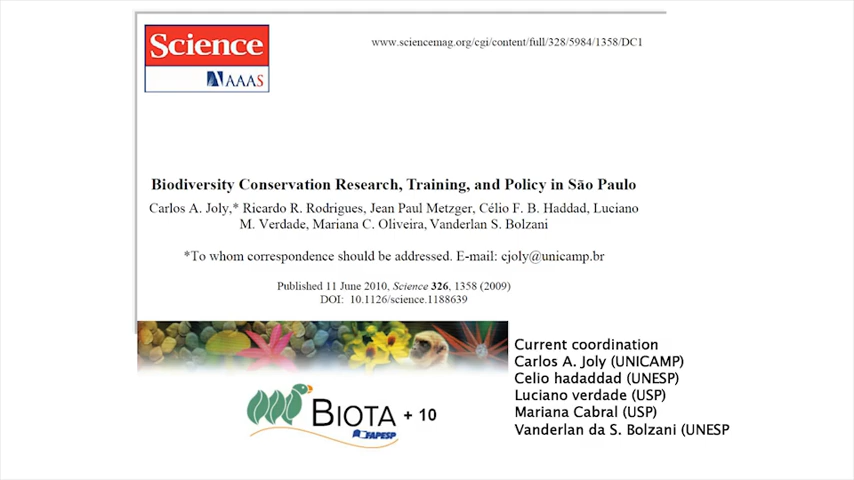 Science
AAAS
www.sciencemag.org/cgi/content/full/328/5984/1358/DC1
Biodiversity Conservation Research, Training, and Policy in São Paulo
Carlos A. Joly,* Ricardo R. Rodrigues, Jean Paul Metzger, Célio F. B. Haddad, Luciano
M. Verdade, Mariana C. Oliveira, Vanderlan S. Bolzani
*To whom correspondence should be addressed. E-mail: cjoly@unicamp.br
Published 11 June 2010, Science 326, 1358 (2009)
DOI: 10.1126/science.1188639
BIOTA + 10
FAPESP
Current coordination
Carlos A. Joly (UNICAMP)
Celio hadaddad (UNESP)
Luciano verdade (USP)
Mariana Cabral (USP)
Vanderlan da S. Bolzani (UNESP